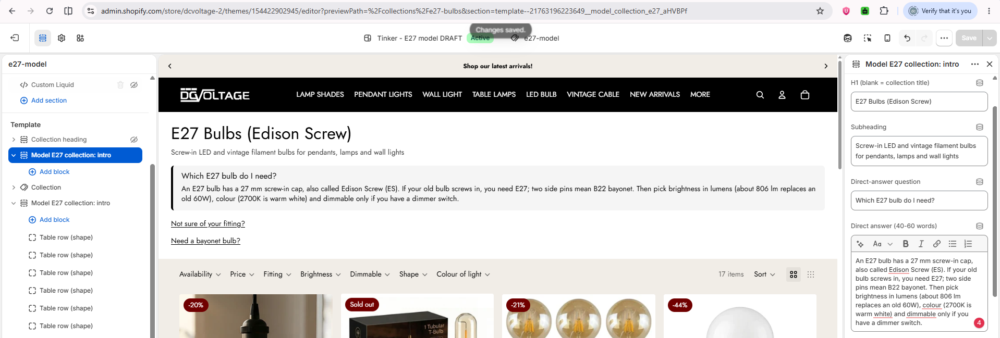 admin.shopify.com/store/dcvoltage-2/themes/154422902945/editor?previewPath=%2Fcollections%2Fe27-bulbs&section=template--21763196223649__model_collection_e27_aHVBPf
Verify that it's you
Changes saved.
Tinker - E27 model DRAFT
Active
e27-model
Save
e27-model
Custom Liquid
Add section
Template
Collection heading
Model E27 collection: intro
Add block
Collection
Model E27 collection: intro
Add block
Table row (shape)
Table row (shape)
Table row (shape)
Table row (shape)
Table row (shape)
Table row (shape)
Shop our latest arrivals!
DCVOLTAGE
LAMP SHADES
PENDANT LIGHTS
WALL LIGHT
TABLE LAMPS
LED BULB
VINTAGE CABLE
NEW ARRIVALS
MORE
E27 Bulbs (Edison Screw)
Screw-in LED and vintage filament bulbs for pendants, lamps and wall lights
Which E27 bulb do I need?
An E27 bulb has a 27 mm screw-in cap, also called Edison Screw (ES). If your old bulb screws in, you need E27; two side pins mean B22 bayonet. Then pick brightness in lumens (about 806 lm replaces an
old 60W), colour (2700K is warm white) and dimmable only if you have a dimmer switch.
Not sure of your fitting?
Need a bayonet bulb?
Availability
Price
Fitting
Brightness
Dimmable
Shape
Colour of light
17 items
Sort
-20%
Sold out
1 Tubular
T-Bulb
-21%
-44%
Model E27 collection: intro
H1 (blank = collection title)
E27 Bulbs (Edison Screw)
Subheading
Screw-in LED and vintage filament bulbs
for pendants, lamps and wall lights
Direct-answer question
Which E27 bulb do I need?
Direct answer (40-60 words)
Aa
B
I
An E27 bulb has a 27 mm screw-in cap,
also called Edison Screw (ES). If your old
bulb screws in, you need E27; two side
pins mean B22 bayonet. Then pick
brightness in lumens (about 806 lm
replaces an old 60W), colour (2700K is
warm white) and dimmable only if you
have a dimmer switch.
4